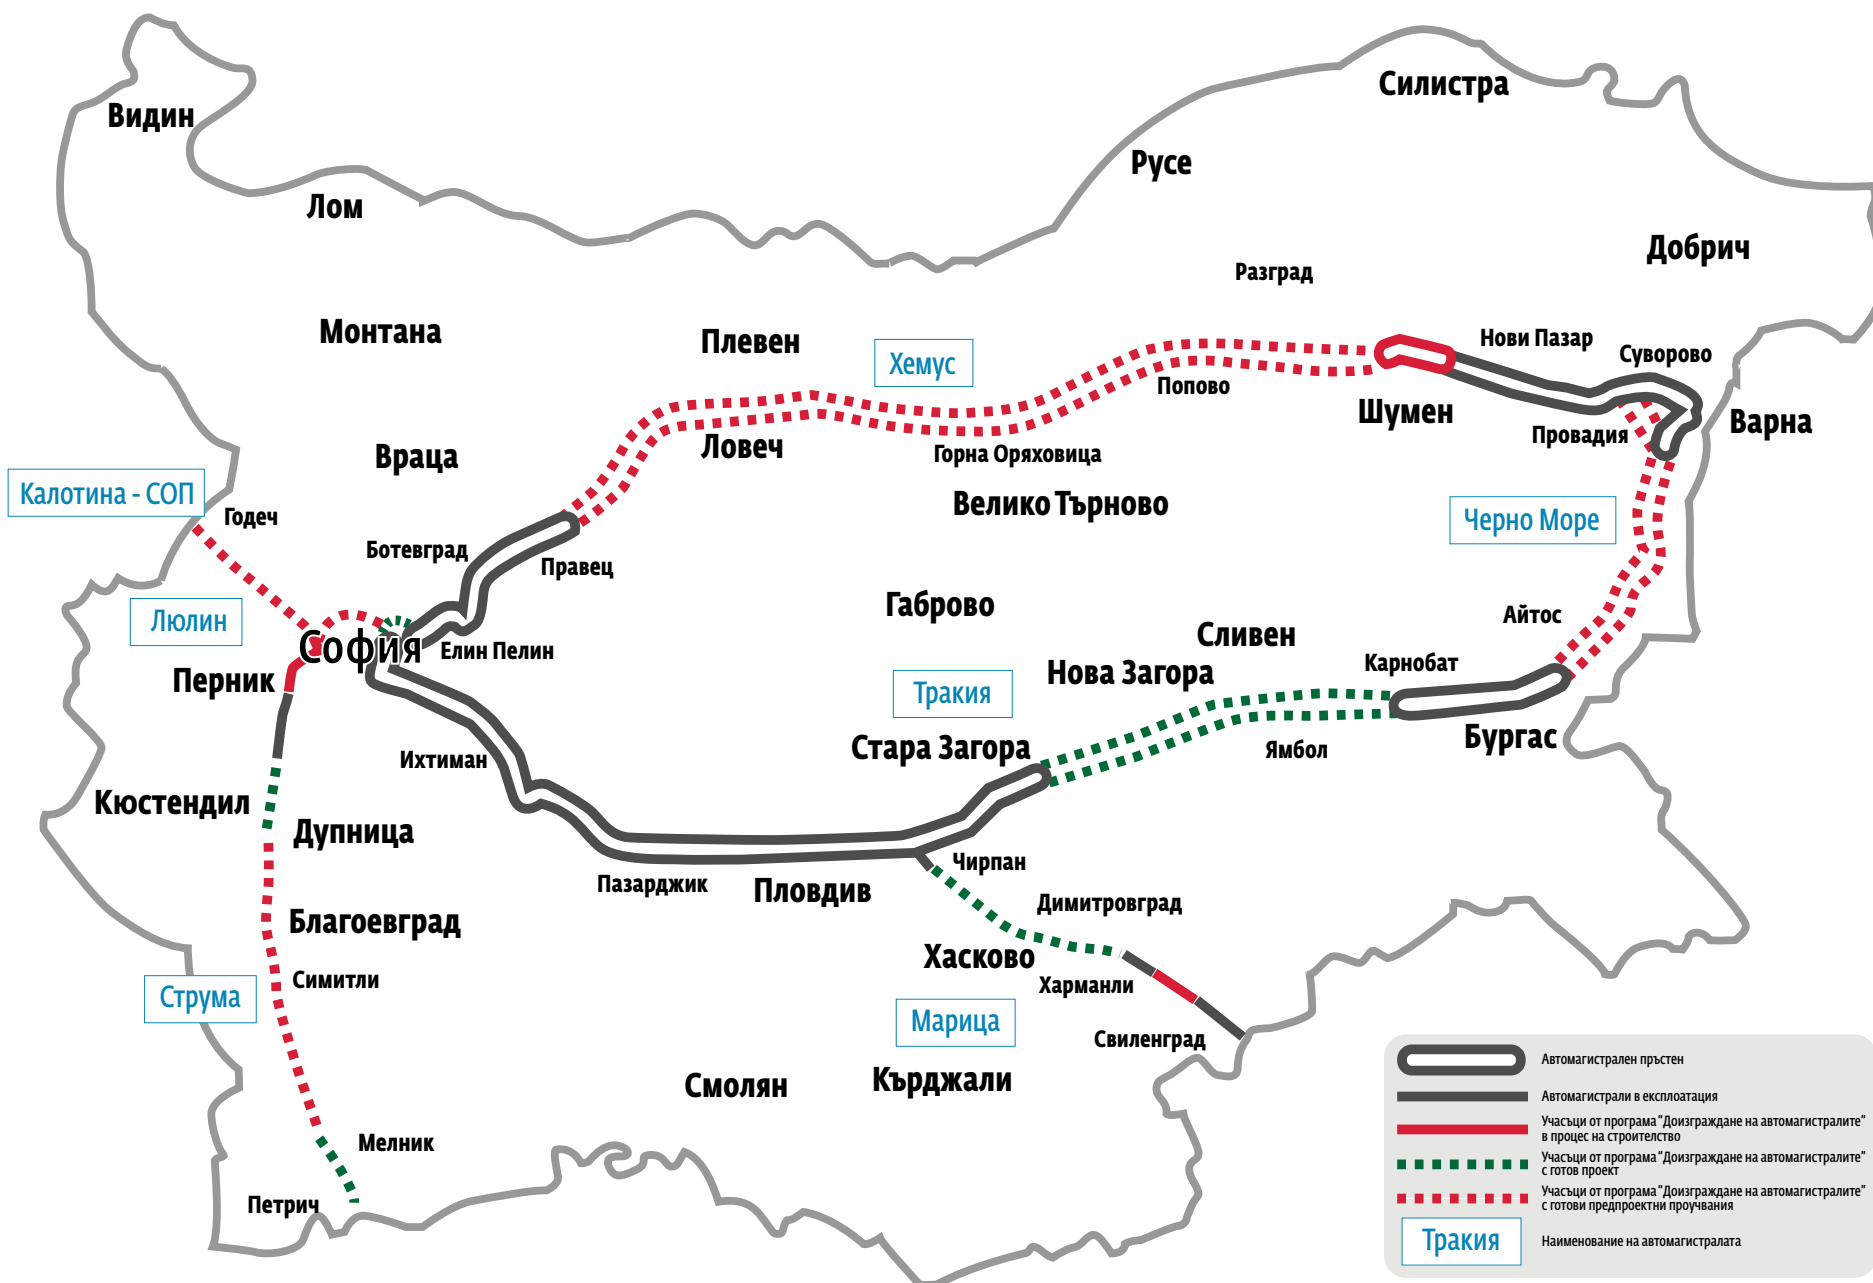 Силистра
Видин
Русе
Лом
Добрич
Разград
Монтана
Плевен
Хемус
Нови Пазар
Суворово
Попово
Шумен
Варна
Провадия
Враца
Ловеч
Горна Оряховица
Калотина - СОП
Годеч
Велико Търново
Черно Море
Ботевград
Правец
Габрово
Люлин
Айтос
Сливен
София
Елин Пелин
Карнобат
Перник
Нова Загора
Тракия
Стара Загора
Ямбол
Бургас
Ихтиман
Кюстендил
Дупница
Чирпан
Пазарджик
Пловдив
Димитровград
Благоевград
Хасково
Симитли
Харманли
Струма
Марица
Свиленград
Смолян
Кърджали
Мелник
Петрич
Автомагистрален пръстен
Автомагистрали в експлоатация
Учасъци от програма "Доизграждане на автомагистралите"
в процес на строителство
Учасъци от програма "Доизграждане на автомагистралите"
с готов проект
Учасъци от програма "Доизграждане на автомагистралите"
с готови предпроектни проучвания
Тракия
Наименование на автомагистралата